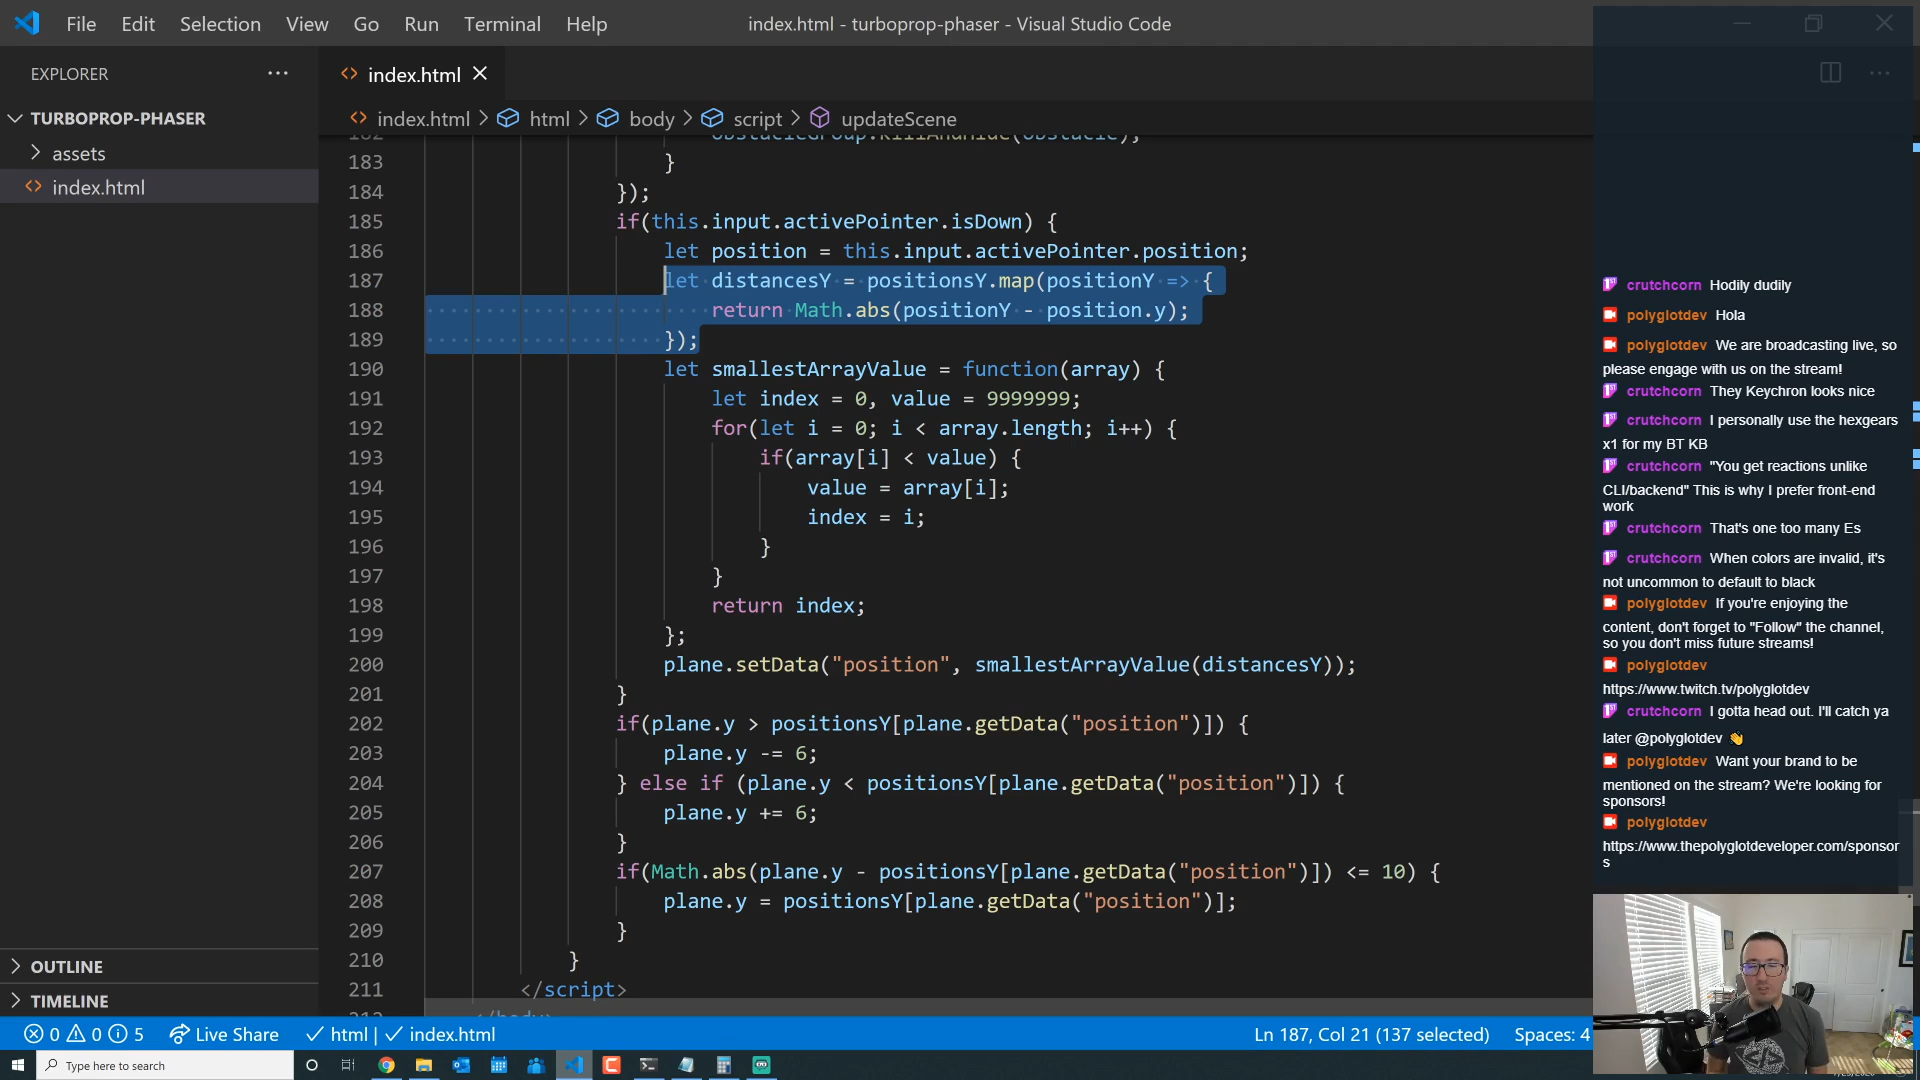 File Edit Selection View Go Run Terminal Help
index.html - turboprop-phaser - Visual Studio Code
EXPLORER
index.html
TURBOPROP-PHASER
assets
index.html
index.html > html > body > script > updateScene
182 obstacleGroup.killAndHide(obstacle);
183 }
184 });
185 if(this.input.activePointer.isDown) {
186 let position = this.input.activePointer.position;
187 let distancesY = positionsY.map(positionY => {
188 return Math.abs(positionY - position.y);
189 });
190 let smallestArrayValue = function(array) {
191 let index = 0, value = 9999999;
192 for(let i = 0; i < array.length; i++) {
193 if(array[i] < value) {
194 value = array[i];
195 index = i;
196 }
197 }
198 return index;
199 };
200 plane.setData("position", smallestArrayValue(distancesY));
201 }
202 if(plane.y > positionsY[plane.getData("position")]) {
203 plane.y -= 6;
204 } else if (plane.y < positionsY[plane.getData("position")]) {
205 plane.y += 6;
206 }
207 if(Math.abs(plane.y - positionsY[plane.getData("position")]) <= 10) {
208 plane.y = positionsY[plane.getData("position")];
209 }
210 }
211 </script>
OUTLINE
TIMELINE
0 0 5 Live Share html | index.html
Ln 187, Col 21 (137 selected) Spaces: 4
Type here to search
crutchcorn Hodily dudily
polyglotdev Hola
polyglotdev We are broadcasting live, so
please engage with us on the stream!
crutchcorn They Keychron looks nice
crutchcorn I personally use the hexgears
x1 for my BT KB
crutchcorn "You get reactions unlike
CLI/backend" This is why I prefer front-end
work
crutchcorn That's one too many Es
crutchcorn When colors are invalid, it's
not uncommon to default to black
polyglotdev If you're enjoying the
content, don't forget to "Follow" the channel,
so you don't miss future streams!
polyglotdev
https://www.twitch.tv/polyglotdev
crutchcorn I gotta head out. I'll catch ya
later @polyglotdev 👋
polyglotdev Want your brand to be
mentioned on the stream? We're looking for
sponsors!
polyglotdev
https://www.thepolyglotdeveloper.com/sponsor
s